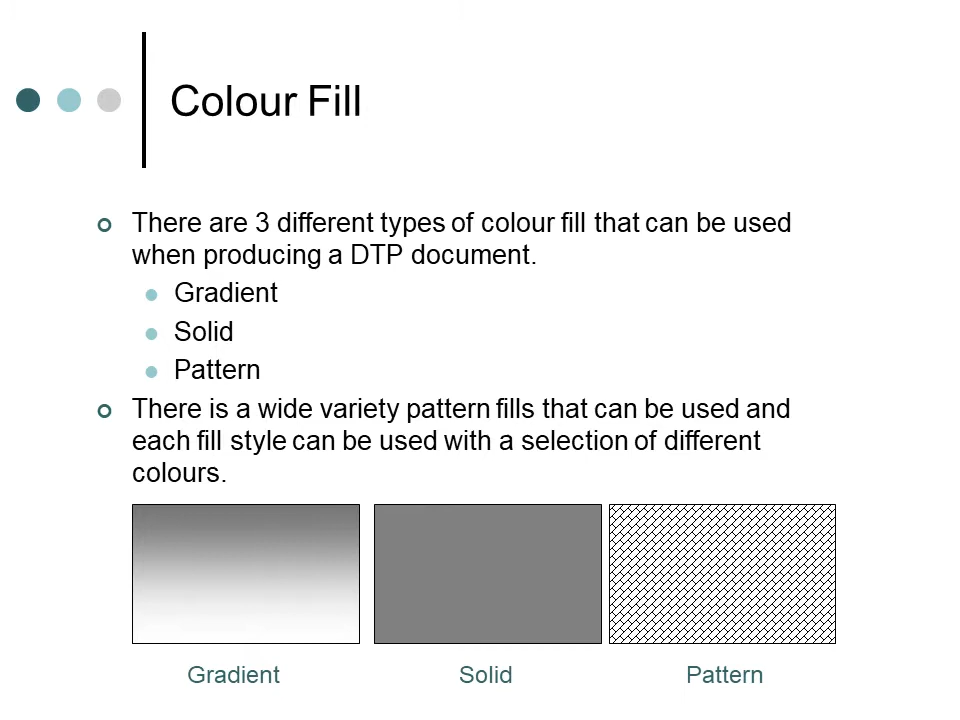 Colour Fill
There are 3 different types of colour fill that can be used
when producing a DTP document.
Gradient
Solid
Pattern
There is a wide variety pattern fills that can be used and
each fill style can be used with a selection of different
colours.
Gradient
Solid
Pattern